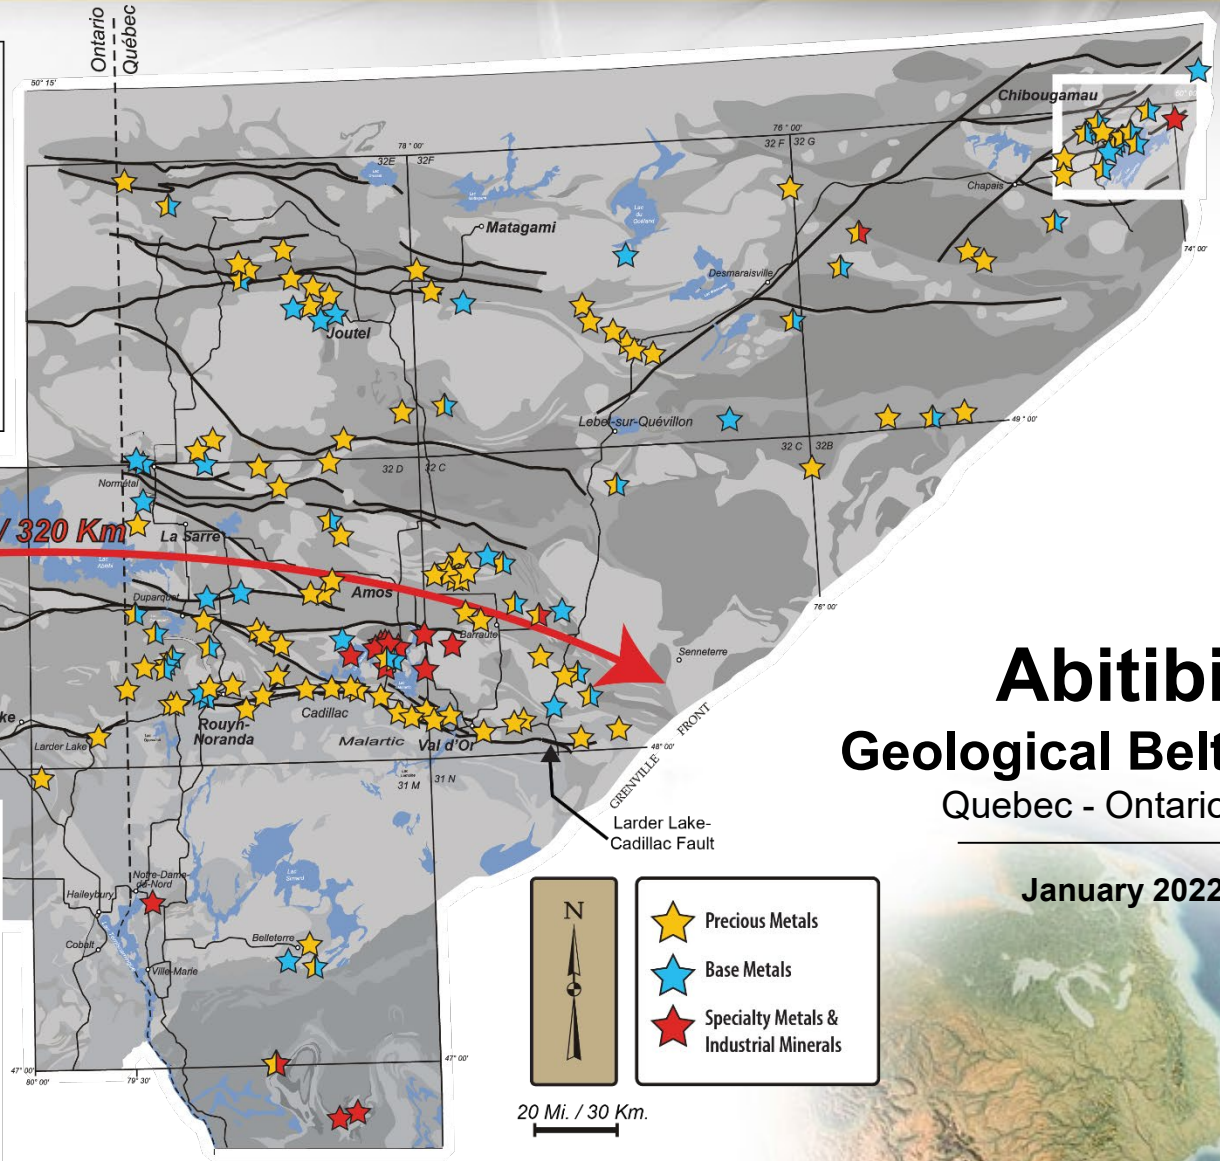 Ontario
Québec
50° 15'
78 ° 00'
32E
32F
76 ° 00'
32 F
32 G
Chibougamau
Chapais
74° 00'
Matagami
Desmaraisville
Joutel
Lebel-sur-Quévillon
49 ° 00'
32 C
32B
32 D
32 C
Normétal
/ 320 Km
La Sarre
Duparquet
Amos
Barraute
76° 00'
Senneterre
ke
Larder Lake
Rouyn-
Noranda
Cadillac
Malartic
Val d'Or
48° 00'
GRENVILLE FRONT
31 M
31 N
Larder Lake-
Cadillac Fault
Abitibi
Geological Belt
Quebec - Ontario
January 2022
Notre-Dame-
du-Nord
Haileybury
Cobalt
Ville-Marie
Belleterre
Lac
Simard
47° 00'
80° 00'
79° 30'
47° 00'
N
Precious Metals
Base Metals
Specialty Metals &
Industrial Minerals
20 Mi. / 30 Km.